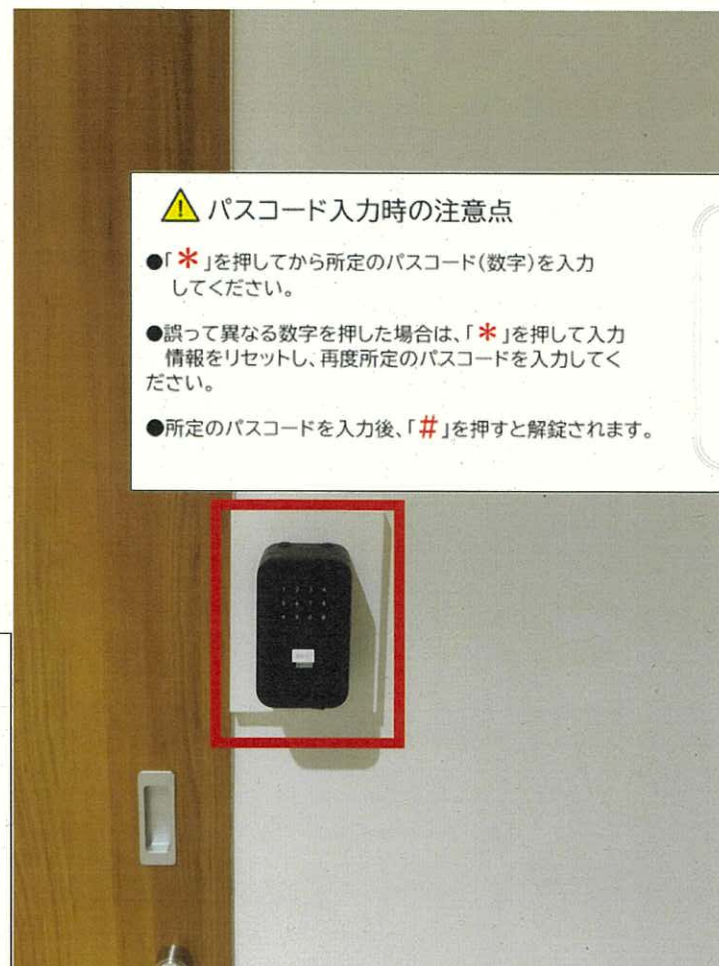 パスコード入力時の注意点
●「*」を押してから所定のパスコード(数字)を入力
してください。
●誤って異なる数字を押した場合は、「*」を押して入力
情報をリセットし、再度所定のパスコードを入力してく
ださい。
●所定のパスコードを入力後、「#」を押すと解錠されます。